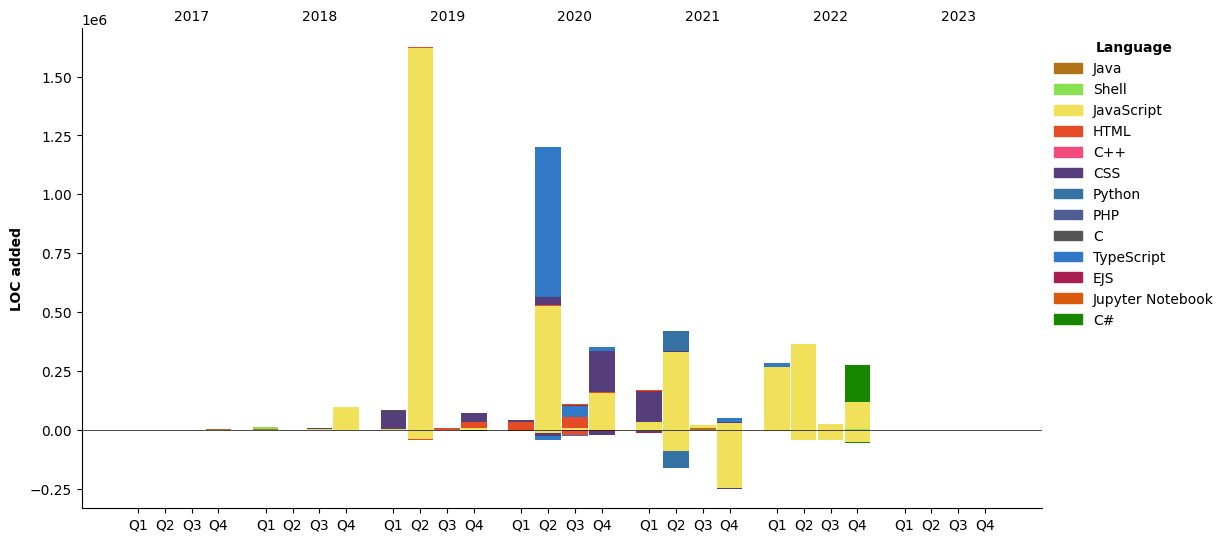 1e6
2017 2018 2019 2020 2021 2022 2023
LOC added
1.50
1.25
1.00
0.75
0.50
0.25
0.00
−0.25
Q1 Q2 Q3 Q4 Q1 Q2 Q3 Q4 Q1 Q2 Q3 Q4 Q1 Q2 Q3 Q4 Q1 Q2 Q3 Q4 Q1 Q2 Q3 Q4 Q1 Q2 Q3 Q4
Language
Java
Shell
JavaScript
HTML
C++
CSS
Python
PHP
C
TypeScript
EJS
Jupyter Notebook
C#